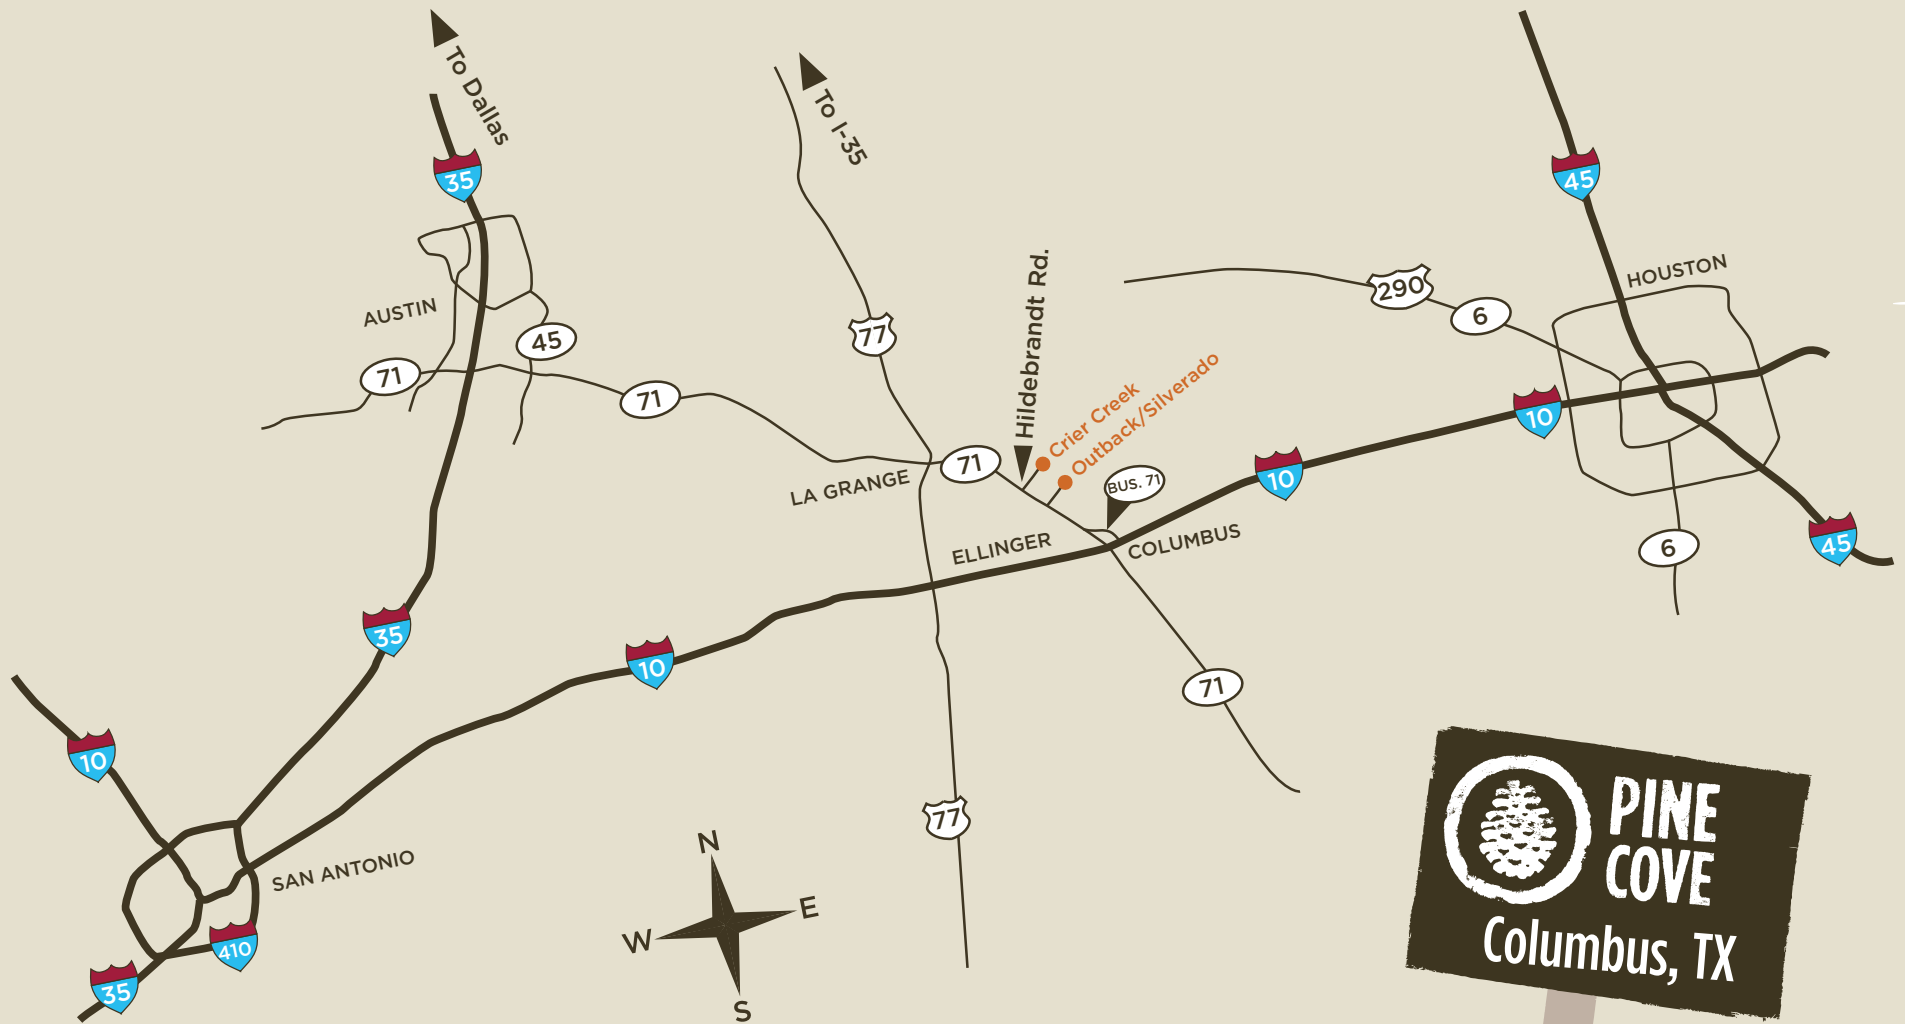 To Dallas
To I-35
35
45
HOUSTON
290
6
Hildebrandt Rd.
AUSTIN
45
77
71
71
Crier Creek
Outback/Silverado
10
71
LA GRANGE
BUS. 71
10
COLUMBUS
ELLINGER
6
45
35
10
71
10
77
PINE
COVE
Columbus, TX
SAN ANTONIO
410
35
N
E
W
S